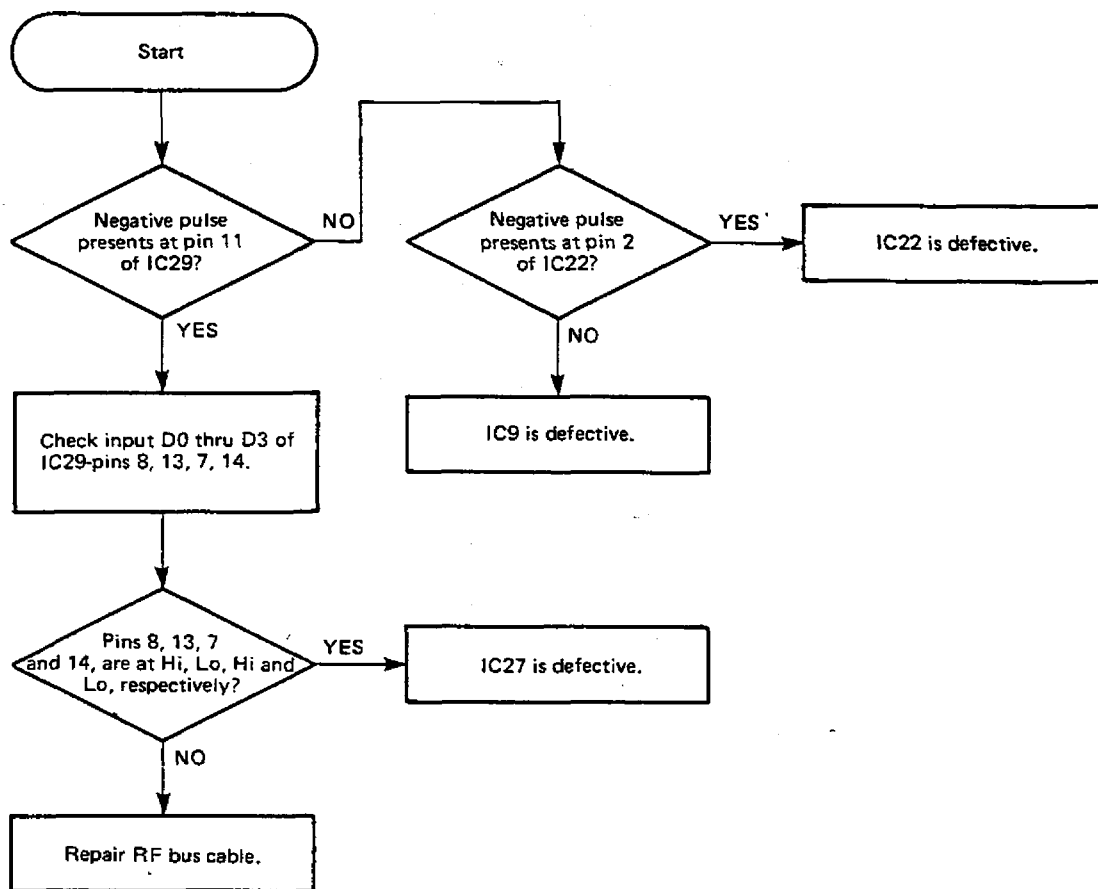 Start
Negative pulse
presents at pin 11
of IC29?
NO
Negative pulse
presents at pin 2
of IC22?
YES
IC22 is defective.
YES
NO
Check input D0 thru D3 of
IC29-pins 8, 13, 7, 14.
IC9 is defective.
Pins 8, 13, 7
and 14, are at Hi, Lo, Hi and
Lo, respectively?
YES
IC27 is defective.
NO
Repair RF bus cable.